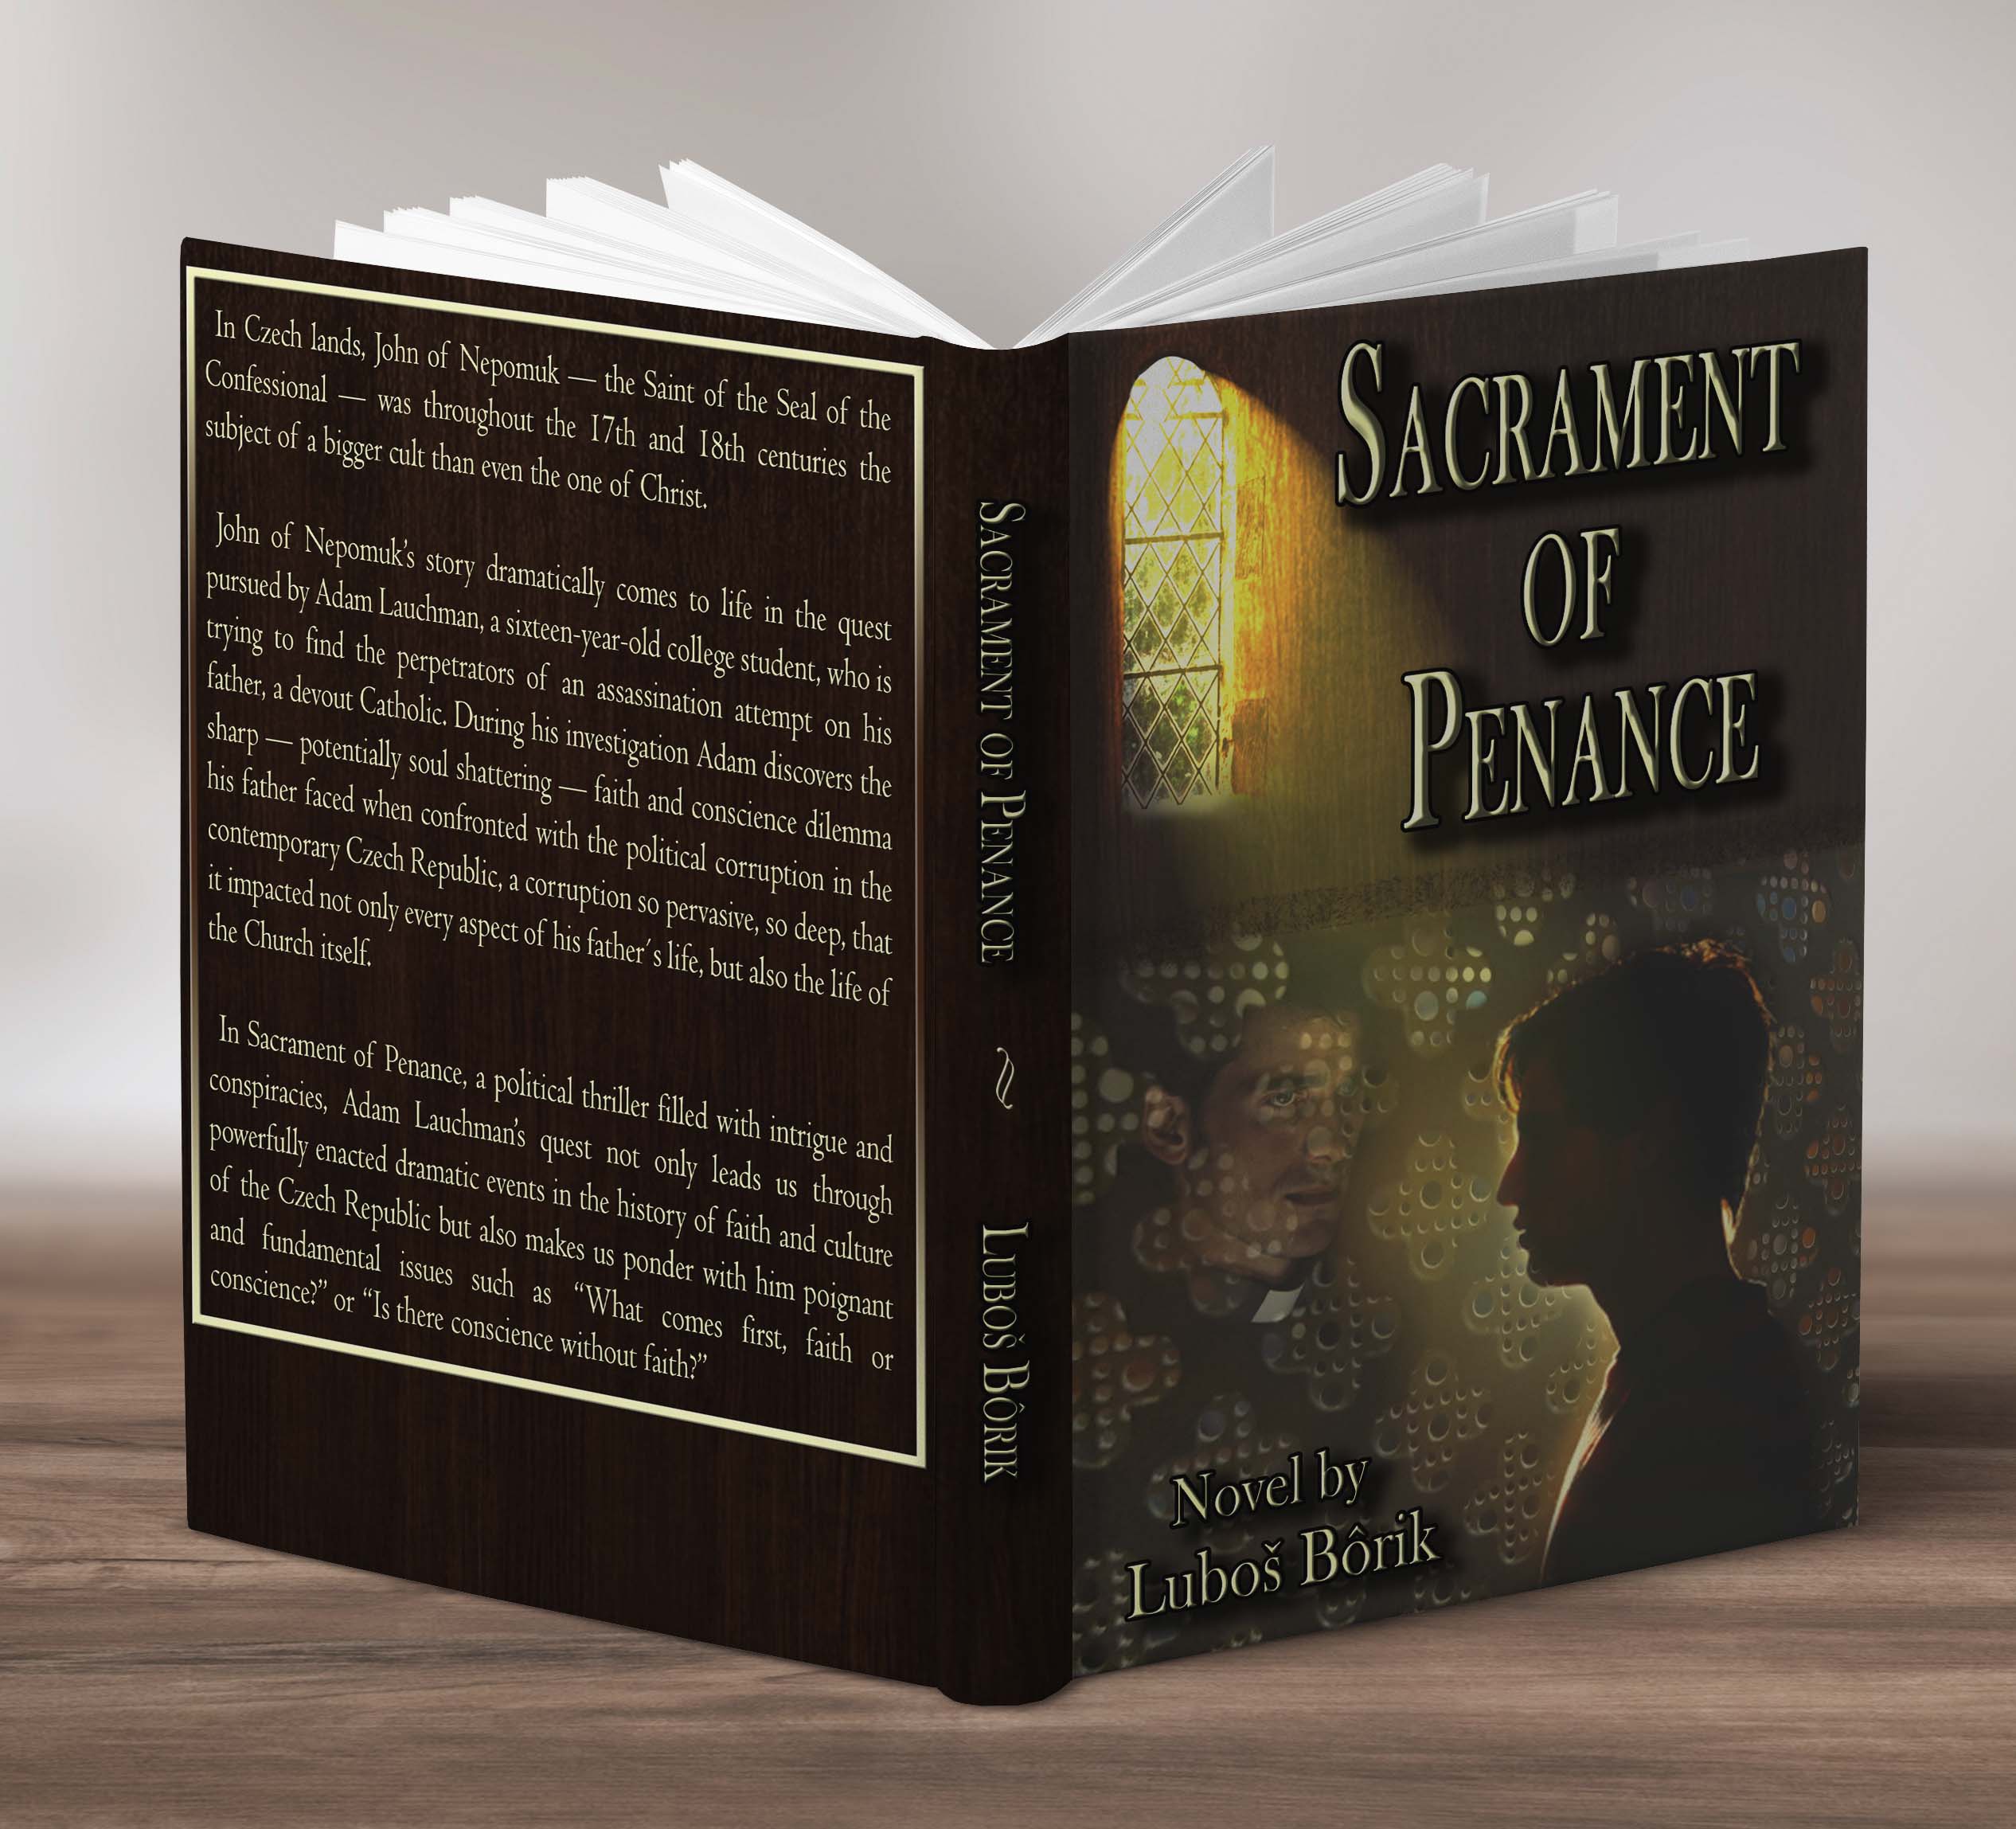 In Czech lands, John of Nepomuk — the Saint of the Seal of the
Confessional — was throughout the 17th and 18th centuries the
subject of a bigger cult than even the one of Christ.
John of Nepomuk's story dramatically comes to life in the quest
pursued by Adam Lauchman, a sixteen-year-old college student, who is
trying to find the perpetrators of an assassination attempt on his
father, a devout Catholic. During his investigation Adam discovers the
sharp — potentially soul shattering — faith and conscience dilemma
his father faced when confronted with the political corruption in the
contemporary Czech Republic, a corruption so pervasive, so deep, that
it impacted not only every aspect of his father´s life, but also the life of
the Church itself.
In Sacrament of Penance, a political thriller filled with intrigue and
conspiracies, Adam Lauchman's quest not only leads us through
powerfully enacted dramatic events in the history of faith and culture
of the Czech Republic but also makes us ponder with him poignant
and fundamental issues such as “What comes first, faith or
conscience?” or “Is there conscience without faith?”
SACRAMENT OF PENANCE ~ LUBOŠ BÔRIK
SACRAMENT
OF
PENANCE
Novel by
Luboš Bôrik